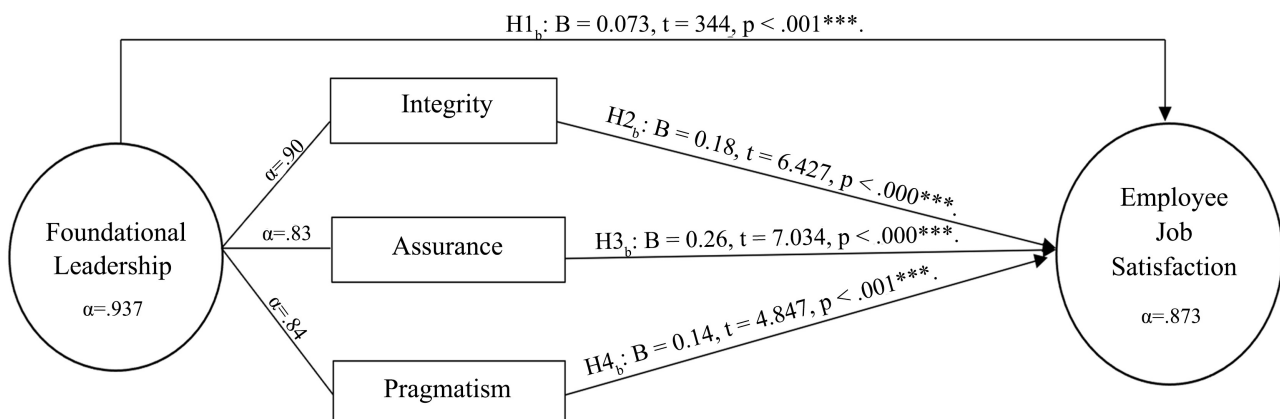 H1b: B = 0.073, t = 344, p < .001***.
Integrity
H2b: B = 0.18, t = 6.427, p < .000***.
α=.90
Foundational
Leadership
α=.937
α=.83
Assurance
H3b: B = 0.26, t = 7.034, p < .000***.
Employee
Job
Satisfaction
α=.873
α=.84
Pragmatism
H4b: B = 0.14, t = 4.847, p < .001***.